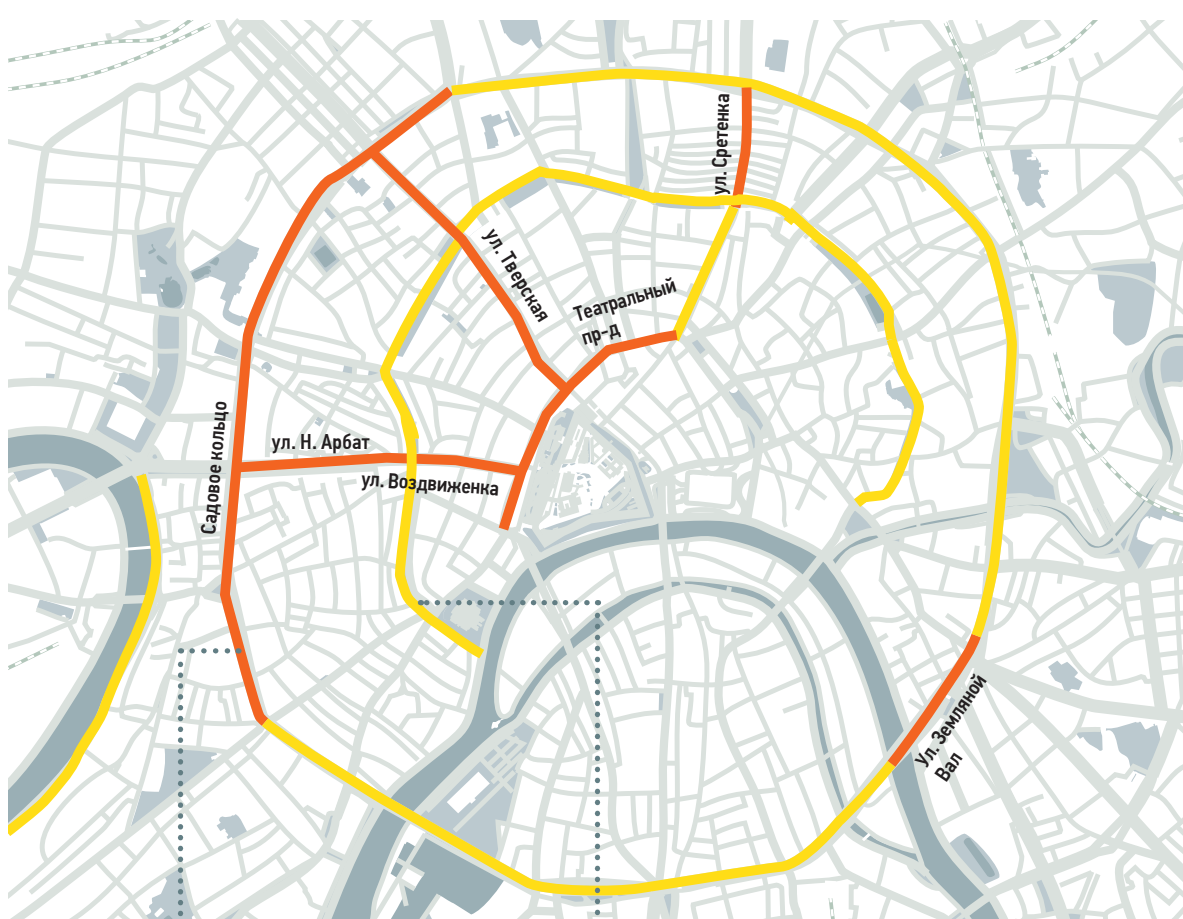 ул. Сретенка
ул. Тверская
Театральный
пр-д
Садовое кольцо
ул. Н. Арбат
ул. Воздвиженка
Ул. Земляной
Вал